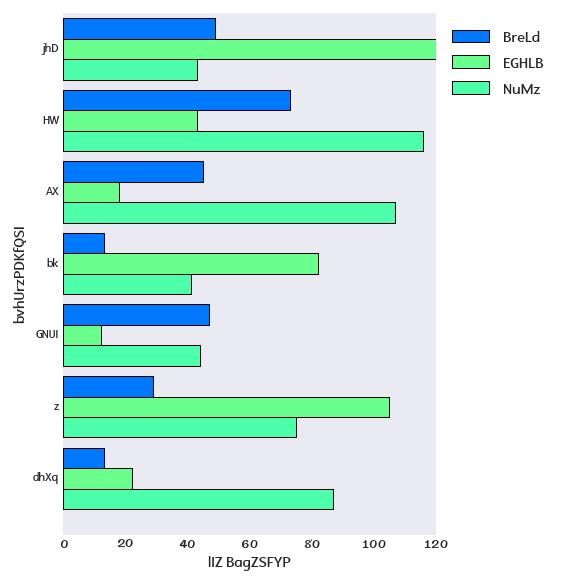 BreLd
EGHLB
NuMz
jhD
HW
AX
bk
GNUI
z
dhXq
bvhUrzPDKfQSI
0 20 40 60 80 100 120
lIZ BagZSFYP